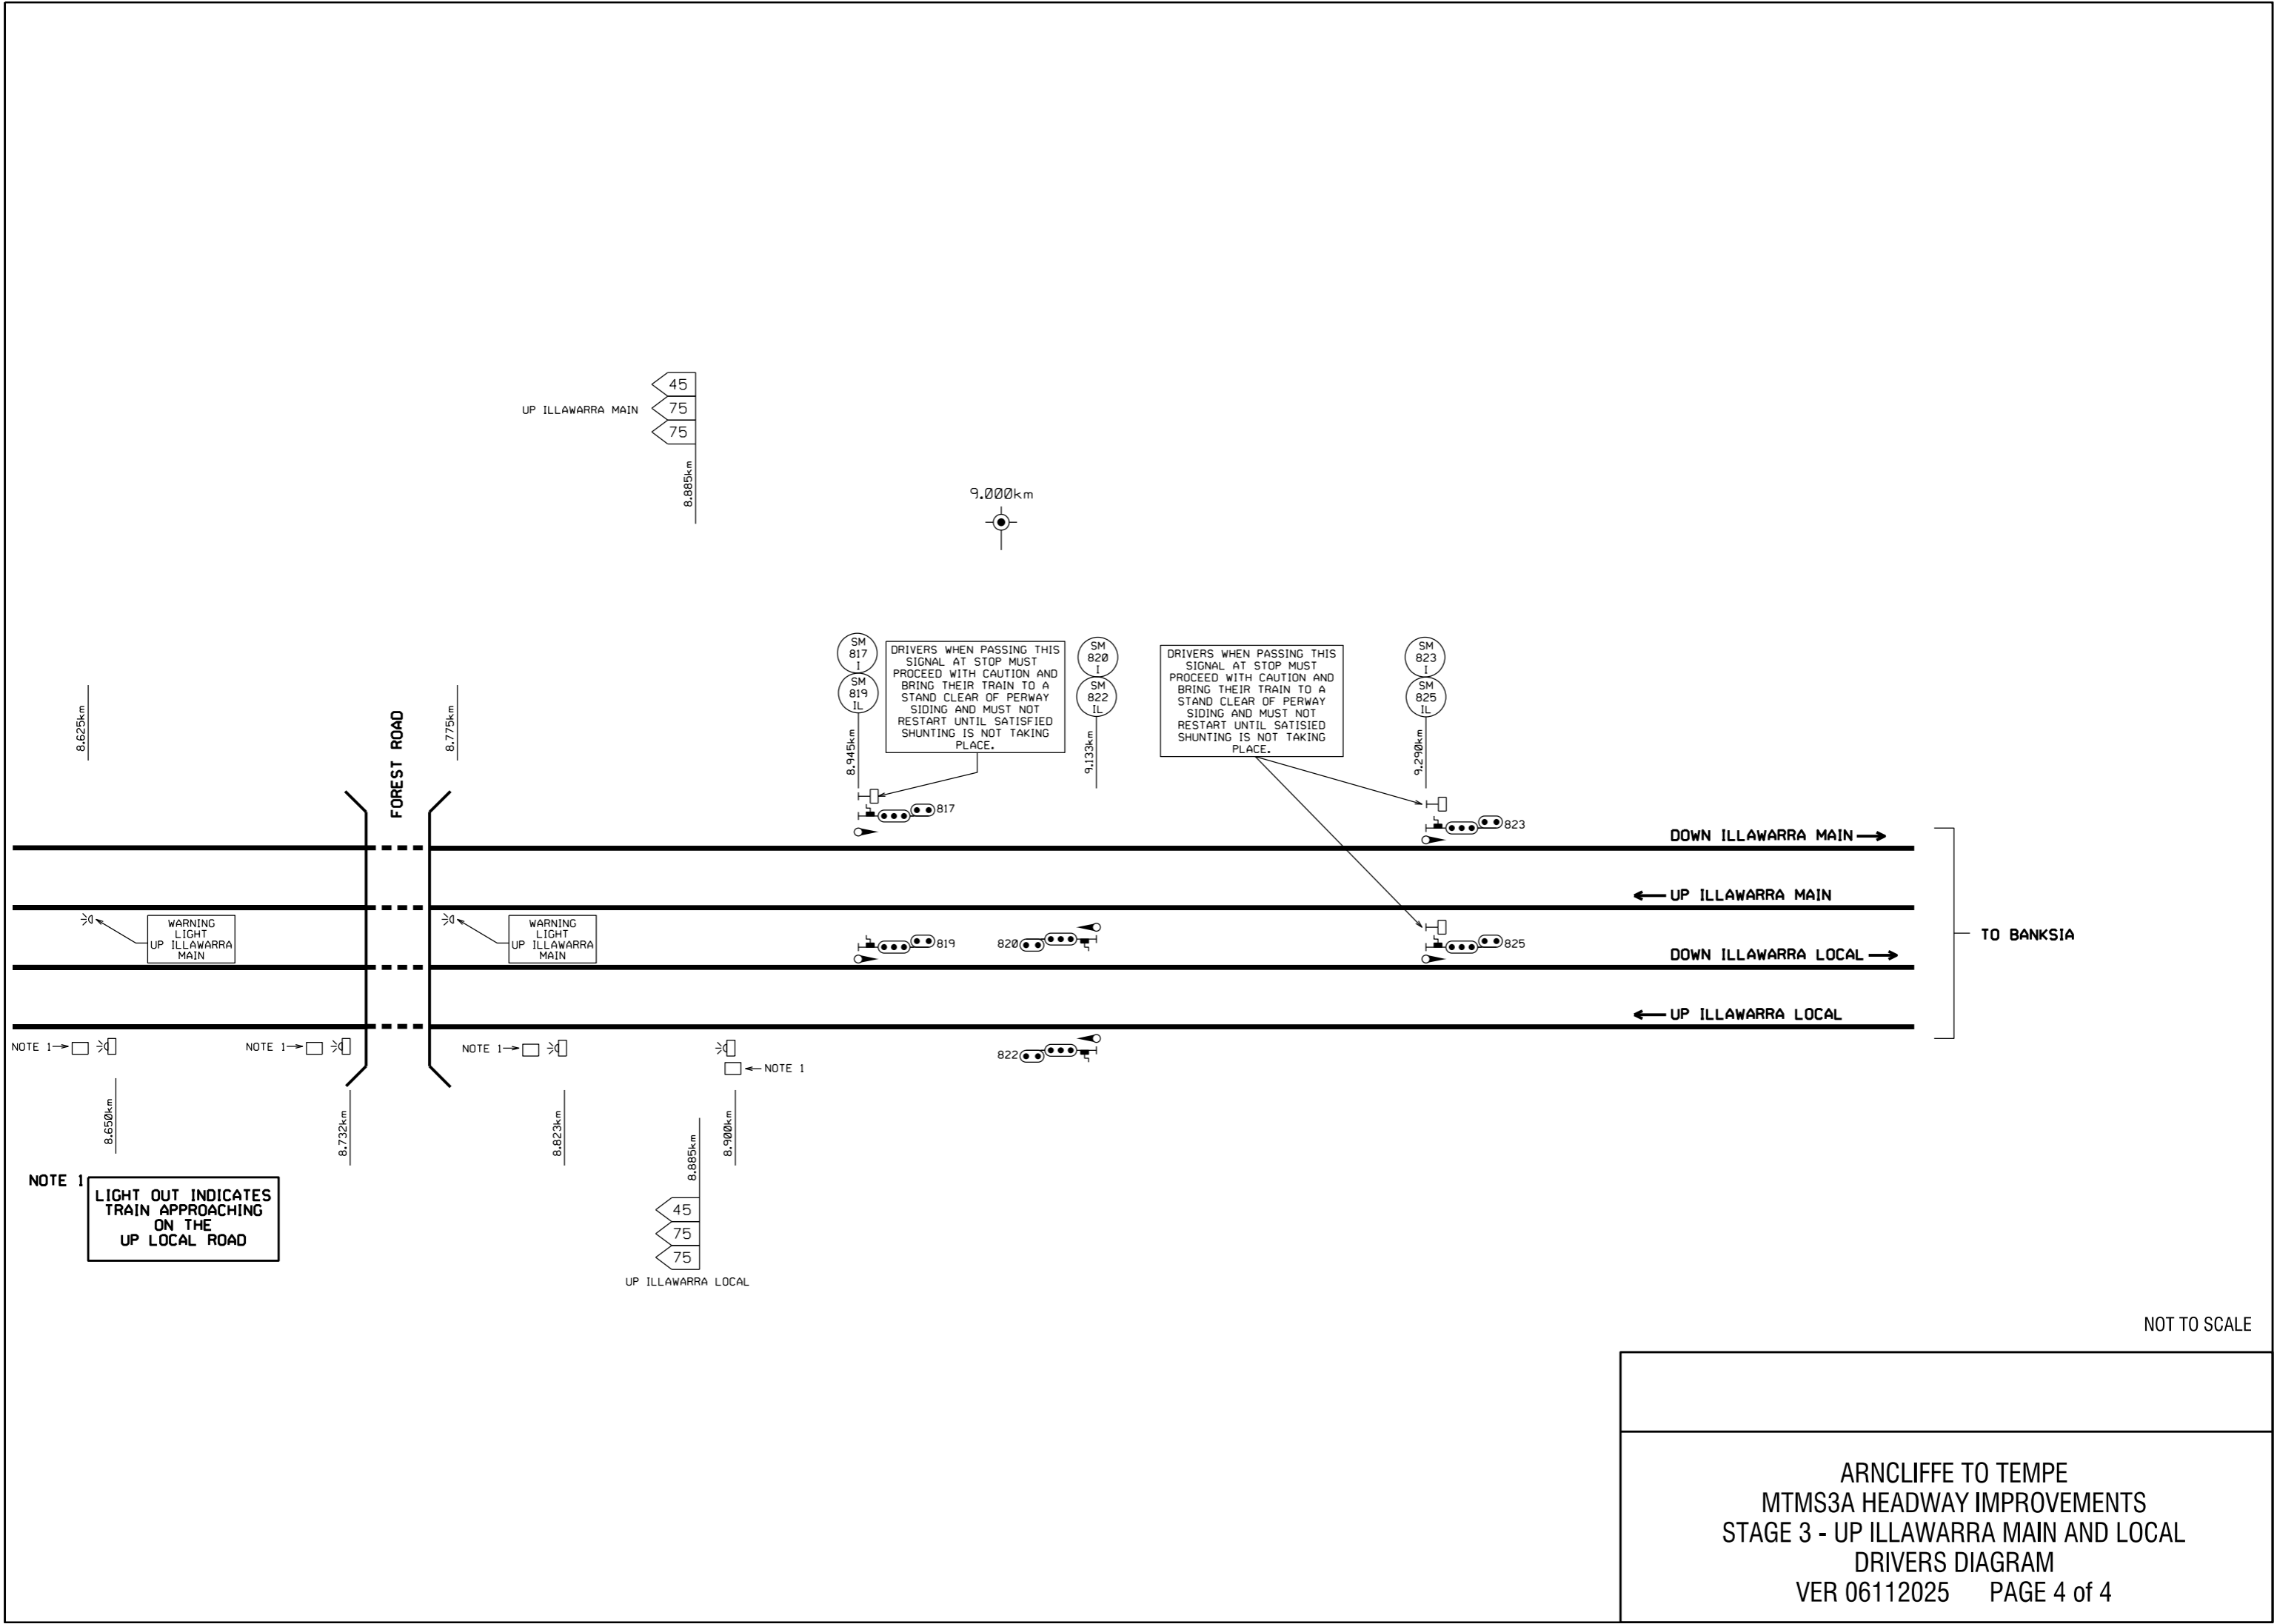 45
UP ILLAWARRA MAIN
75
75
8.885km
9.000km
SM
817
I
SM
819
IL
8.945km
DRIVERS WHEN PASSING THIS
SIGNAL AT STOP MUST
PROCEED WITH CAUTION AND
BRING THEIR TRAIN TO A
STAND CLEAR OF PERWAY
SIDING AND MUST NOT
RESTART UNTIL SATISFIED
SHUNTING IS NOT TAKING
PLACE.
SM
820
I
SM
822
IL
9.133km
DRIVERS WHEN PASSING THIS
SIGNAL AT STOP MUST
PROCEED WITH CAUTION AND
BRING THEIR TRAIN TO A
STAND CLEAR OF PERWAY
SIDING AND MUST NOT
RESTART UNTIL SATISIED
SHUNTING IS NOT TAKING
PLACE.
SM
823
I
SM
825
IL
9.290km
8.625km
FOREST ROAD
8.775km
817
823
DOWN ILLAWARRA MAIN
UP ILLAWARRA MAIN
WARNING
LIGHT
UP ILLAWARRA
MAIN
WARNING
LIGHT
UP ILLAWARRA
MAIN
819
820
825
TO BANKSIA
DOWN ILLAWARRA LOCAL
UP ILLAWARRA LOCAL
NOTE 1
NOTE 1
NOTE 1
NOTE 1
822
8.650km
8.732km
8.823km
8.885km
8.900km
NOTE 1
LIGHT OUT INDICATES
TRAIN APPROACHING
ON THE
UP LOCAL ROAD
45
75
75
UP ILLAWARRA LOCAL
NOT TO SCALE
ARNCLIFFE TO TEMPE
MTMS3A HEADWAY IMPROVEMENTS
STAGE 3 - UP ILLAWARRA MAIN AND LOCAL
DRIVERS DIAGRAM
VER 06112025 PAGE 4 of 4